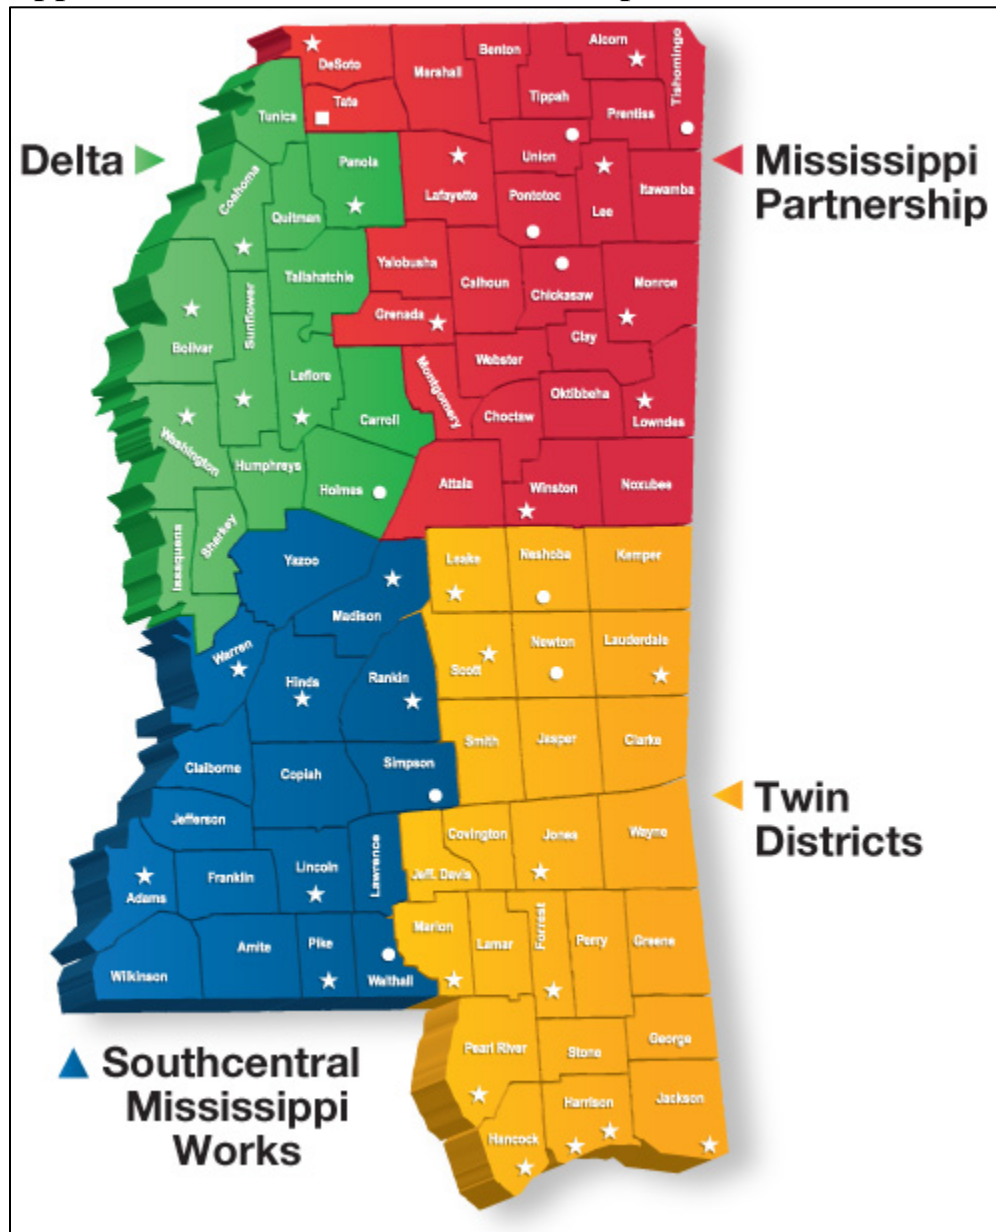 DeSoto
Marshall
Benton
Alcorn
Tishomingo
Tate
Tippah
Prentiss
Tunica
Delta
Panola
Union
Mississippi
Partnership
Coahoma
Quitman
Lafayette
Pontotoc
Lee
Itawamba
Tallahatchie
Yalobusha
Calhoun
Chickasaw
Monroe
Sunflower
Grenada
Clay
Bolivar
Leflore
Montgomery
Webster
Oktibbeha
Carroll
Choctaw
Lowndes
Washington
Humphreys
Holmes
Attala
Winston
Noxubee
Sharkey
Issaquena
Yazoo
Leake
Neshoba
Kemper
Madison
Warren
Hinds
Rankin
Scott
Newton
Lauderdale
Claiborne
Copiah
Simpson
Smith
Jasper
Clarke
Twin
Districts
Jefferson
Lawrence
Covington
Jones
Wayne
Adams
Franklin
Lincoln
Jeff. Davis
Wilkinson
Amite
Pike
Walthall
Marion
Lamar
Forrest
Perry
Greene
Southcentral
Mississippi
Works
Pearl River
Stone
George
Hancock
Harrison
Jackson